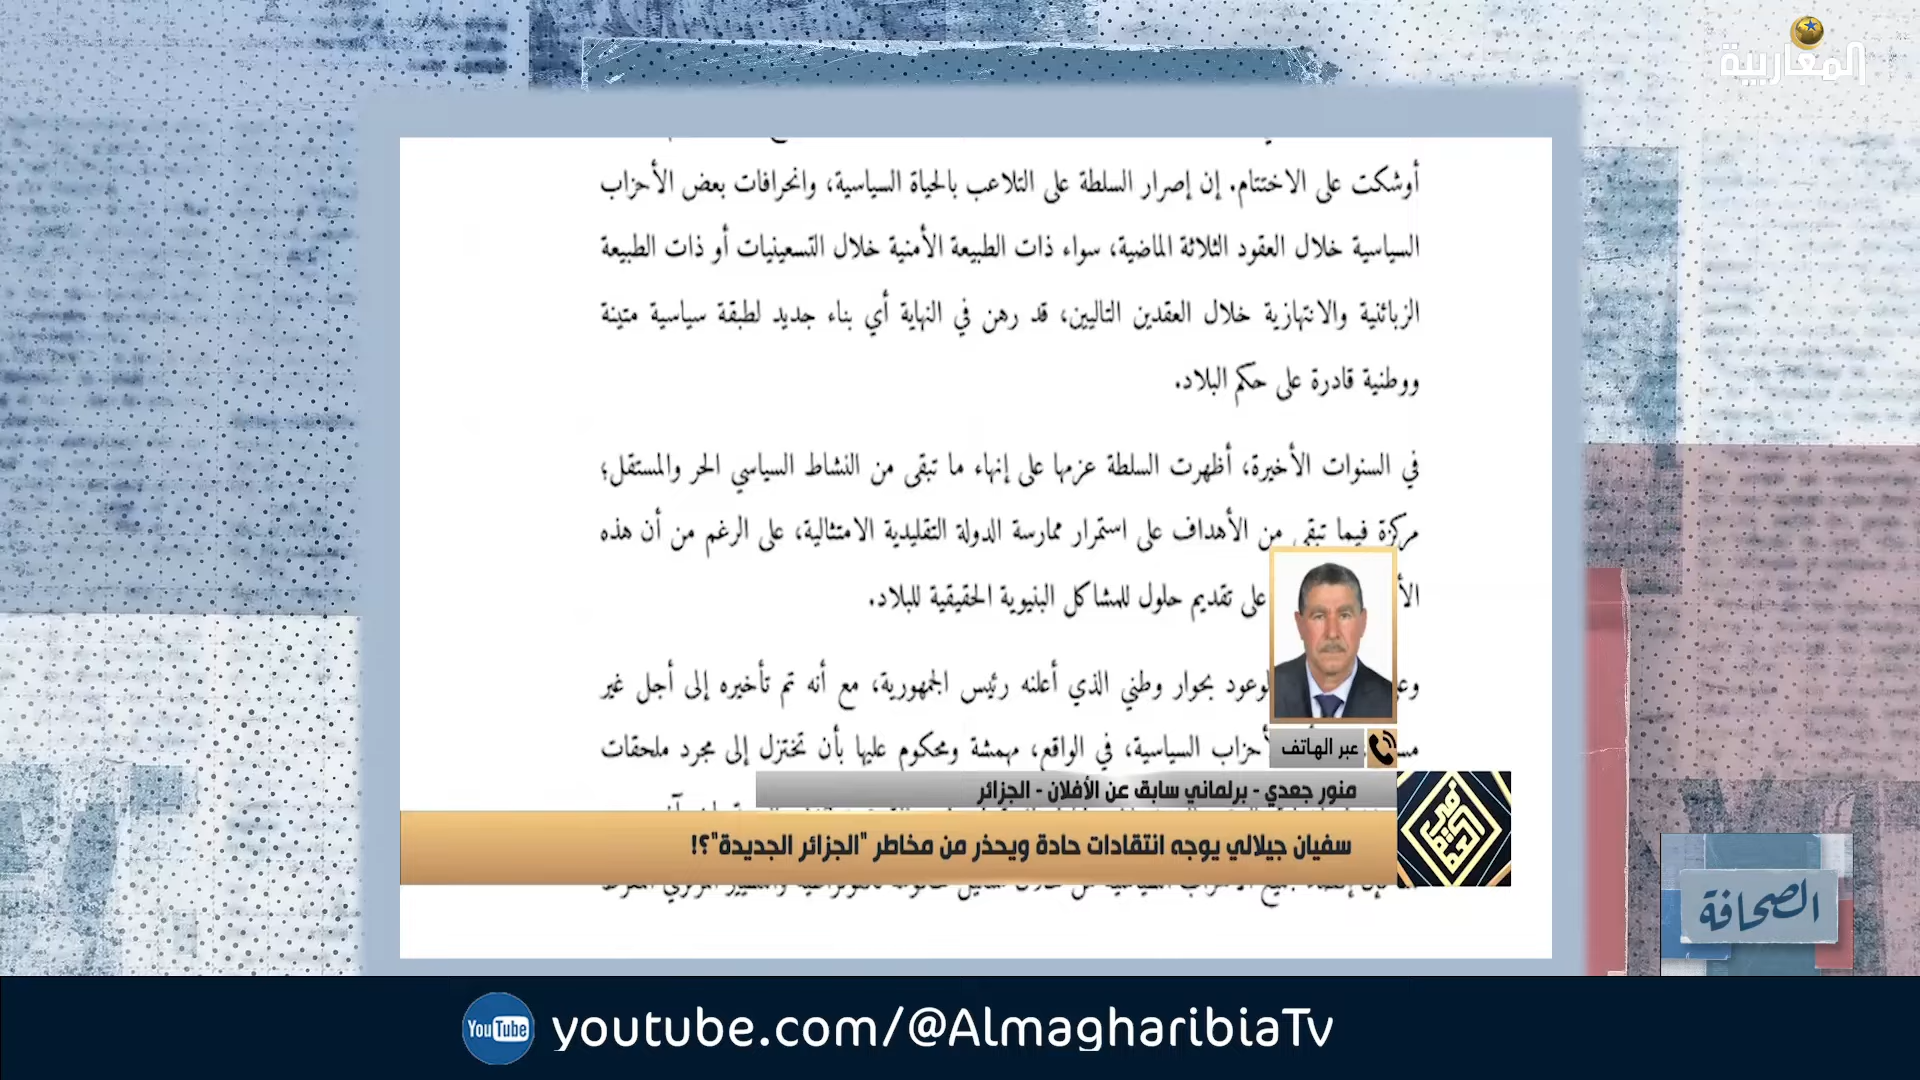 المغاربية
أوشكت على الاختتام. إن إصرار السلطة على التلاعب بالحياة السياسية، وانحرافات بعض الأحزاب
السياسية خلال العقود الثلاثة الماضية، سواء ذات الطبيعة الأمنية خلال التسعينيات أو ذات الطبيعة
الزبائنية والانتهازية خلال العقدين التاليين، قد رهن في النهاية أي بناء جديد لطبقة سياسية متينة
ووطنية قادرة على حكم البلاد.
في السنوات الأخيرة، أظهرت السلطة عزمها على إنهاء ما تبقى من النشاط السياسي الحر والمستقل؛
مركزة فيما تبقى من الأهداف على استمرار ممارسة الدولة التقليدية الامتثالية، على الرغم من أن هذه
على تقديم حلول للمشاكل البنيوية الحقيقية للبلاد.
بحوار وطني الذي أعلنه رئيس الجمهورية، مع أنه تم تأخيره إلى أجل غير
السياسية، في الواقع، مهمشة ومحكوم عليها بأن تختزل إلى مجرد ملحقات
عبر الهاتف
منور جعدي - برلماني سابق عن الأفلان - الجزائر
سفيان جيلالي يوجه انتقادات حادة ويحذر من مخاطر "الجزائر الجديدة"؟!
الصحافة
YouTube youtube.com/@AlmagharibiaTv